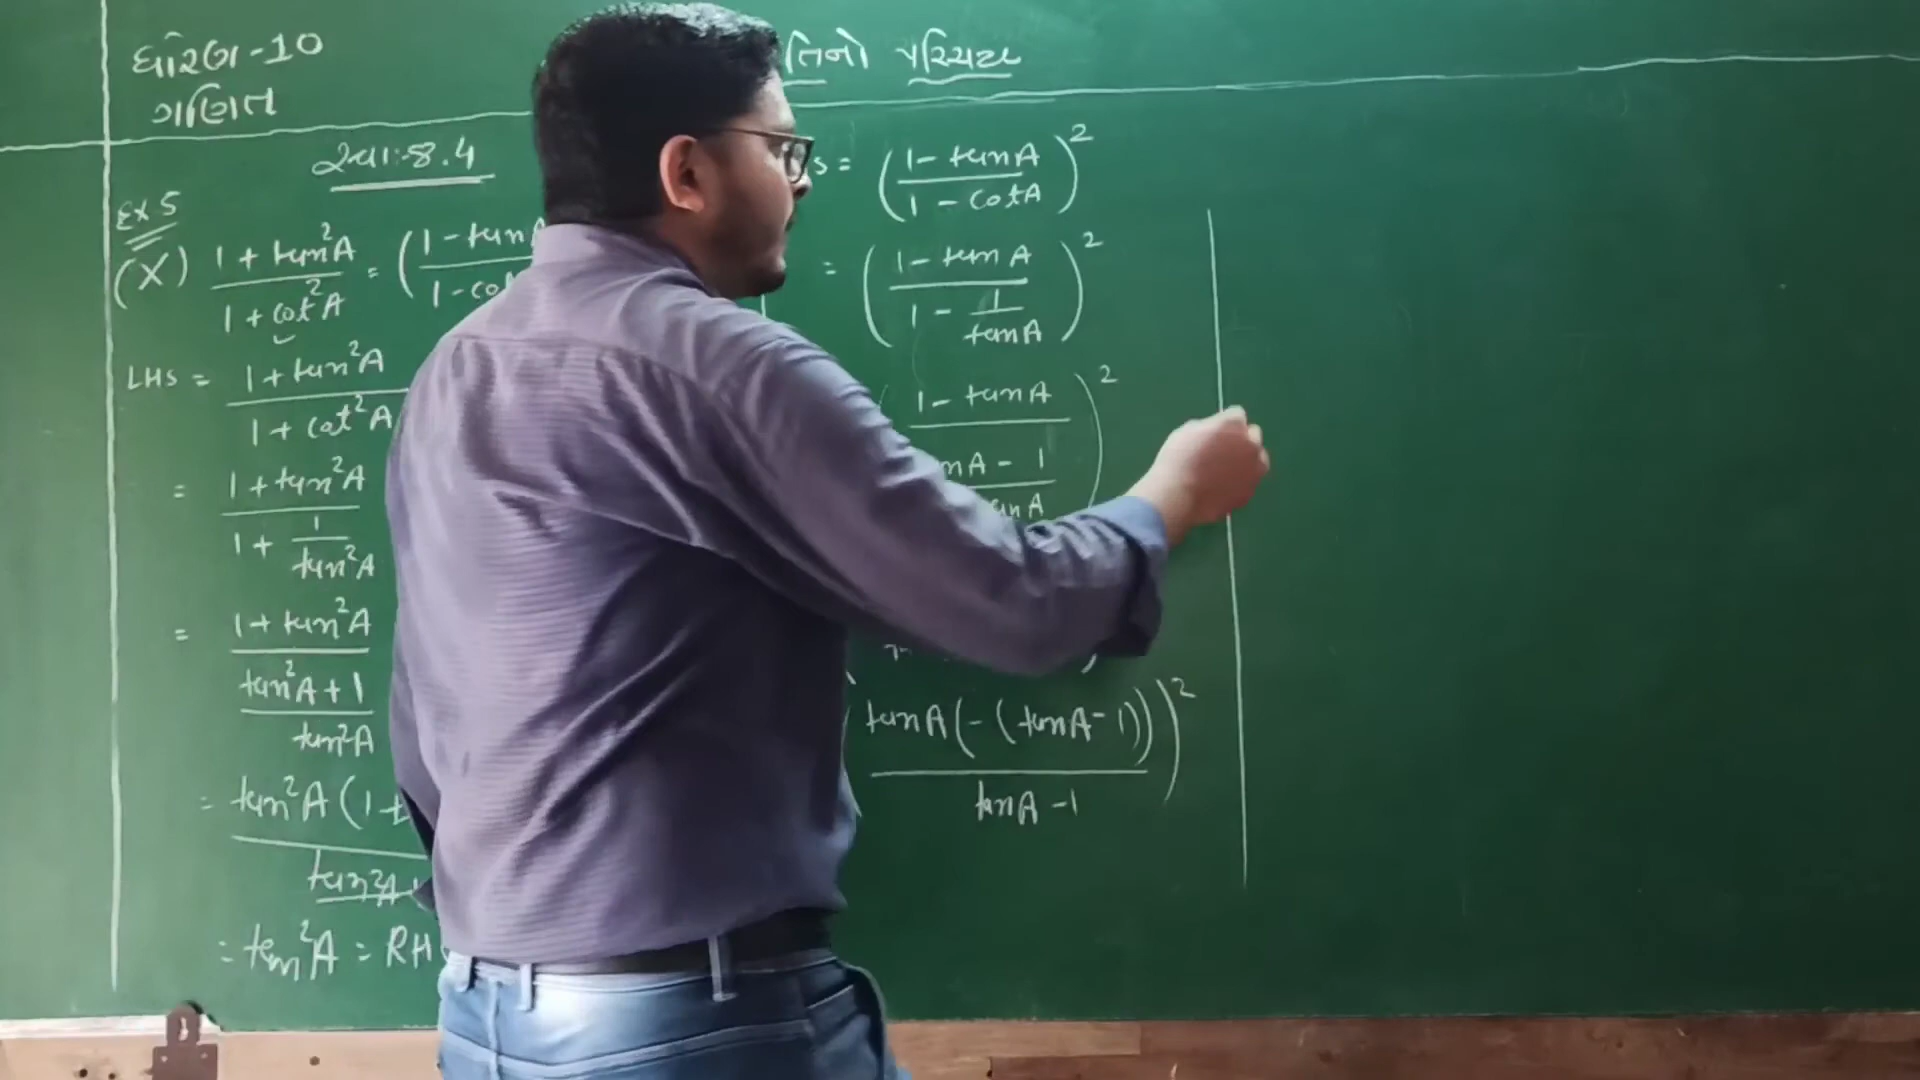 ધોરણ-10
ગણિત
પરિચય
સ્વા:-8.4
Ex 5
(X) 1 + tan²A / 1 + cot²A = (1 - tanA / 1 - co
LHS = 1 + tan²A / 1 + cot²A
= 1 + tan²A / 1 + 1 / tan²A
= 1 + tan²A / tan²A + 1 / tan²A
= tan²A (1 + / tan²A
= tan²A = RH
S = (1 - tanA / 1 - cotA)²
= (1 - tanA / 1 - 1 / tanA)²
(1 - tanA / nA - 1 / anA)²
(tanA (-(tanA - 1)) / tanA - 1)²